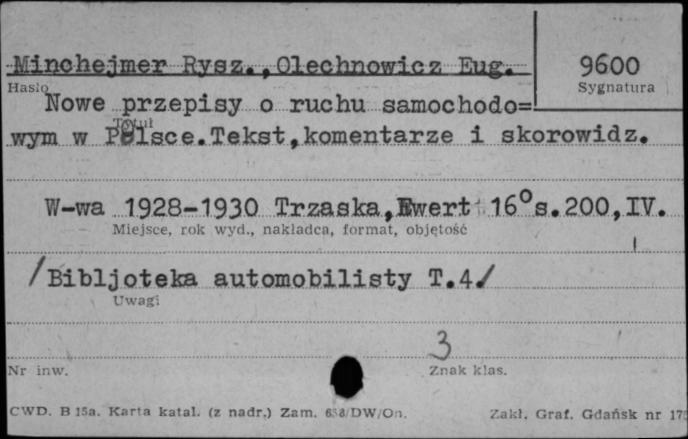 Minchejmer Rysz., Olechnowicz Eug.
9600
Hasło
Sygnatura
Nowe przepisy o ruchu samochodo=
Tytuł
wym w Polsce.Tekst,komentarze i skorowidz.
W-wa 1928-1930 Trzaska,Ewert 16° s.200,IV.
Miejsce, rok wyd., nakładca, format, objętość
/Bibljoteka automobilisty T.4/
Uwagi
3
Nr inw.
Znak klas.
CWD. B 15a. Karta katal. (z nadr.) Zam. /DW/On.
Zakł. Graf. Gdańsk nr